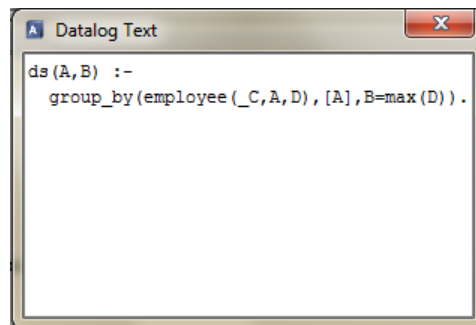 A Datalog Text X
ds(A,B) :-
group_by(employee(_C,A,D),[A],B=max(D)).